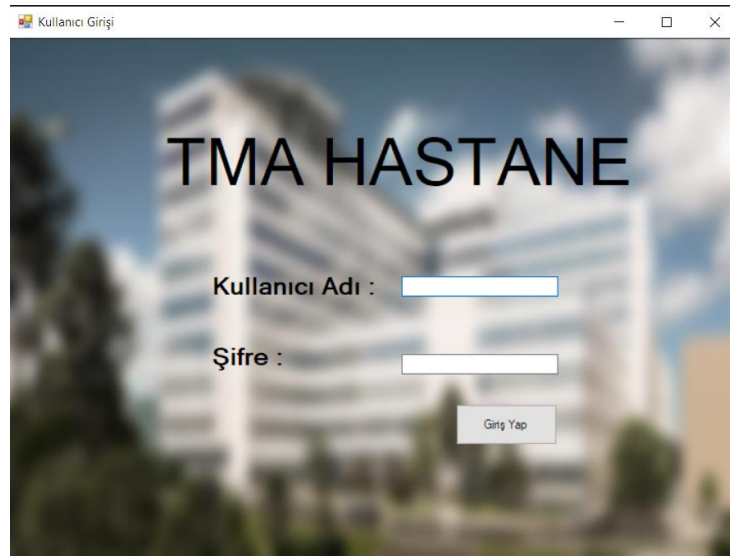 Kullanıcı Girişi
TMA HASTANE
Kullanıcı Adı :
Şifre :
Giriş Yap